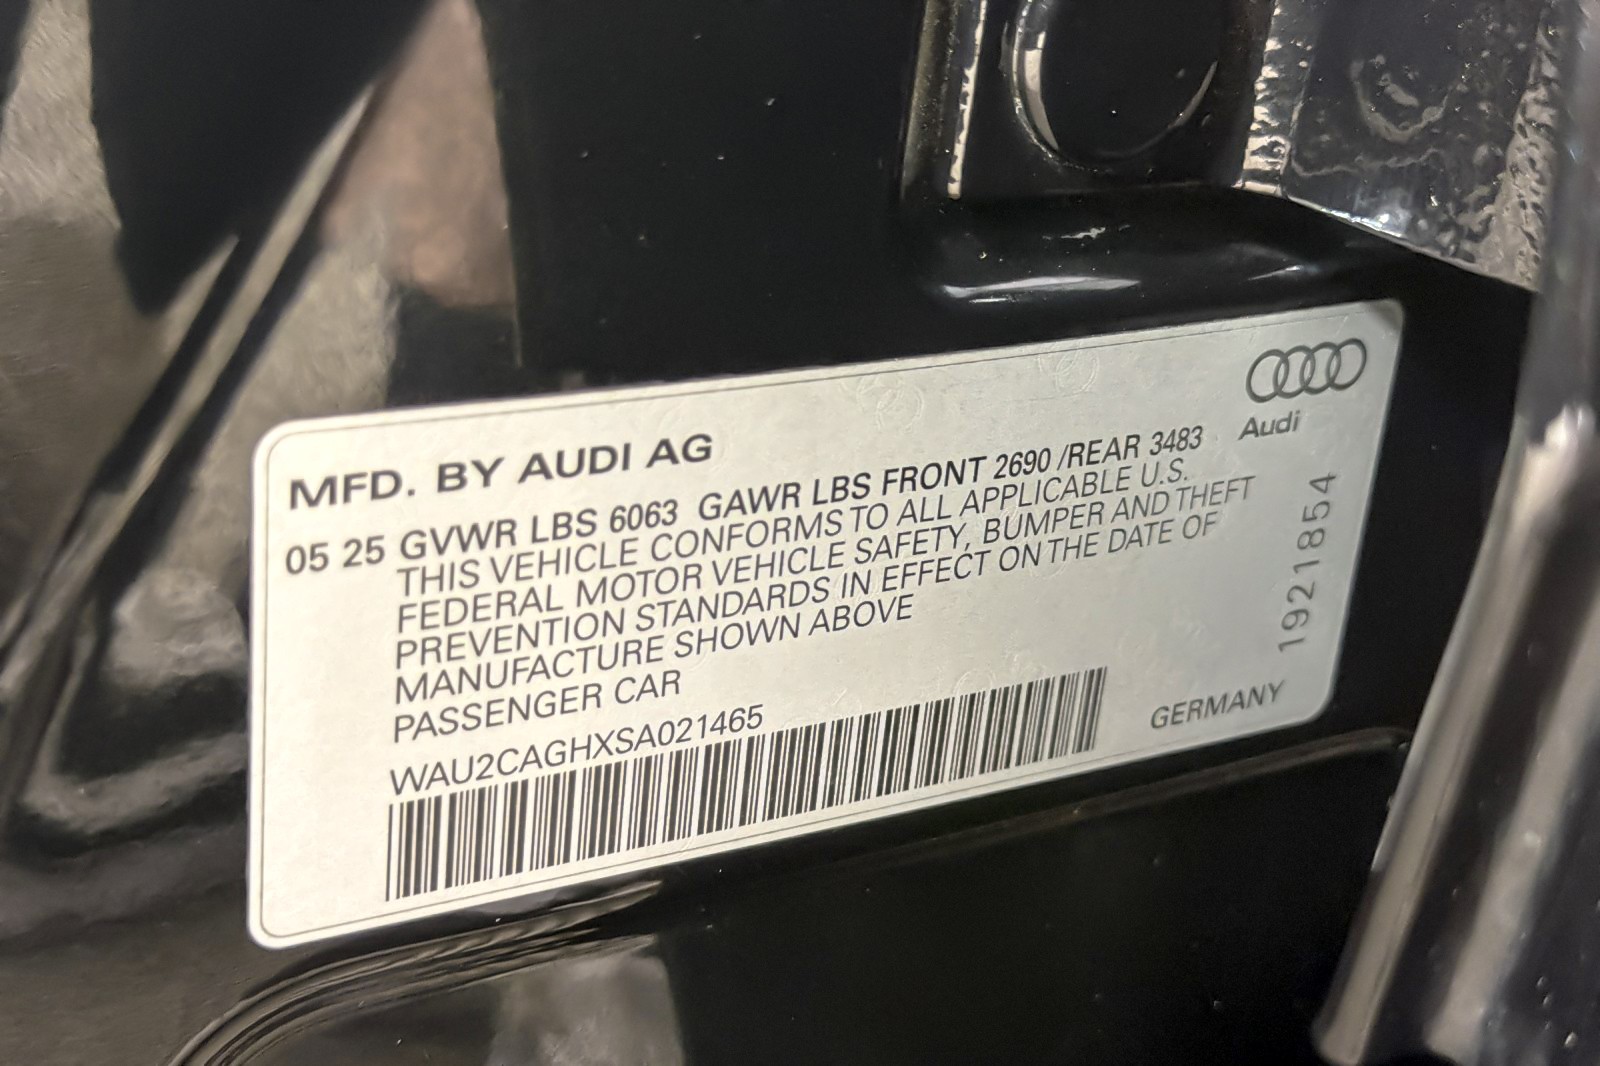 Audi
MFD. BY AUDI AG
05 25 GVWR LBS 6063 GAWR LBS FRONT 2690 /REAR 3483
THIS VEHICLE CONFORMS TO ALL APPLICABLE U.S.
FEDERAL MOTOR VEHICLE SAFETY, BUMPER AND THEFT
PREVENTION STANDARDS IN EFFECT ON THE DATE OF
MANUFACTURE SHOWN ABOVE
PASSENGER CAR
WAU2CAGHXSA021465
GERMANY
1921854